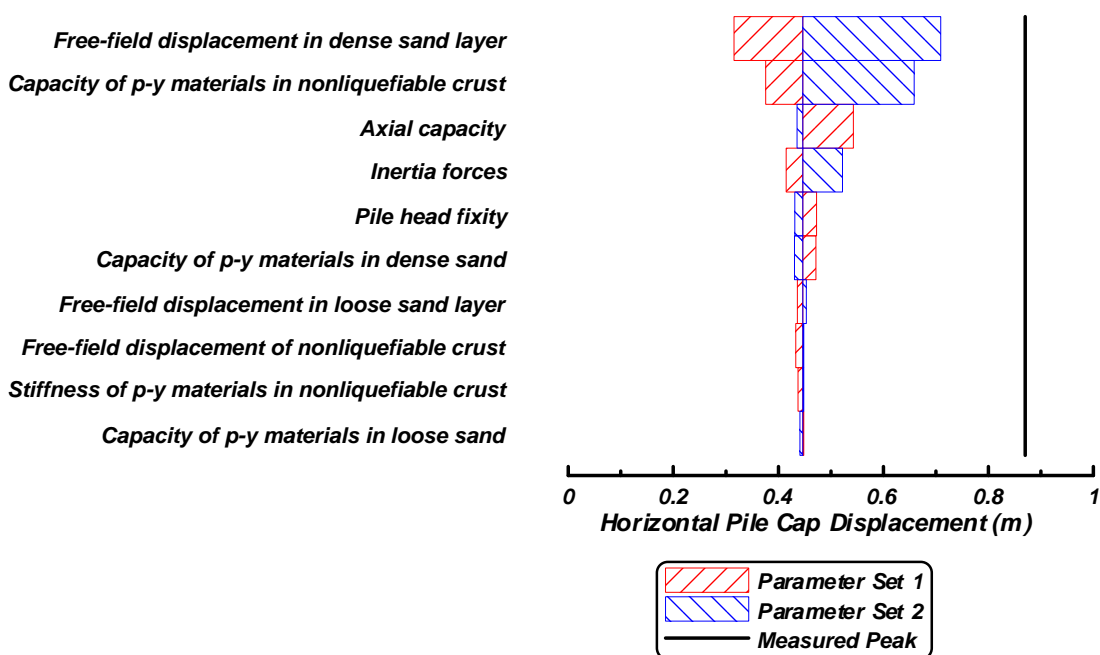 Free-field displacement in dense sand layer
Capacity of p-y materials in nonliquefiable crust
Axial capacity
Inertia forces
Pile head fixity
Capacity of p-y materials in dense sand
Free-field displacement in loose sand layer
Free-field displacement of nonliquefiable crust
Stiffness of p-y materials in nonliquefiable crust
Capacity of p-y materials in loose sand
0 0.2 0.4 0.6 0.8 1
Horizontal Pile Cap Displacement (m)
Parameter Set 1
Parameter Set 2
Measured Peak